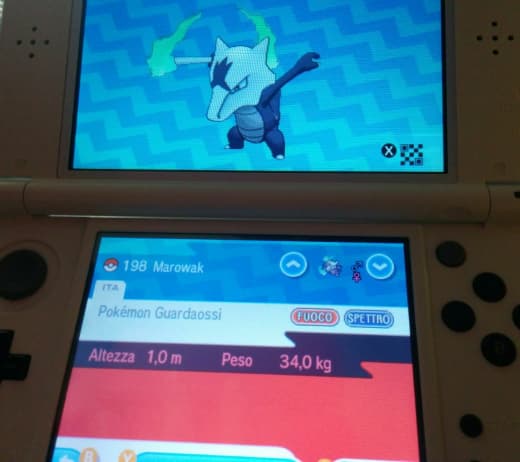 X
198 Marowak
ITA
Pokémon Guardaossi
FUOCO SPETTRO
Altezza 1,0 m Peso 34,0 kg
B Y